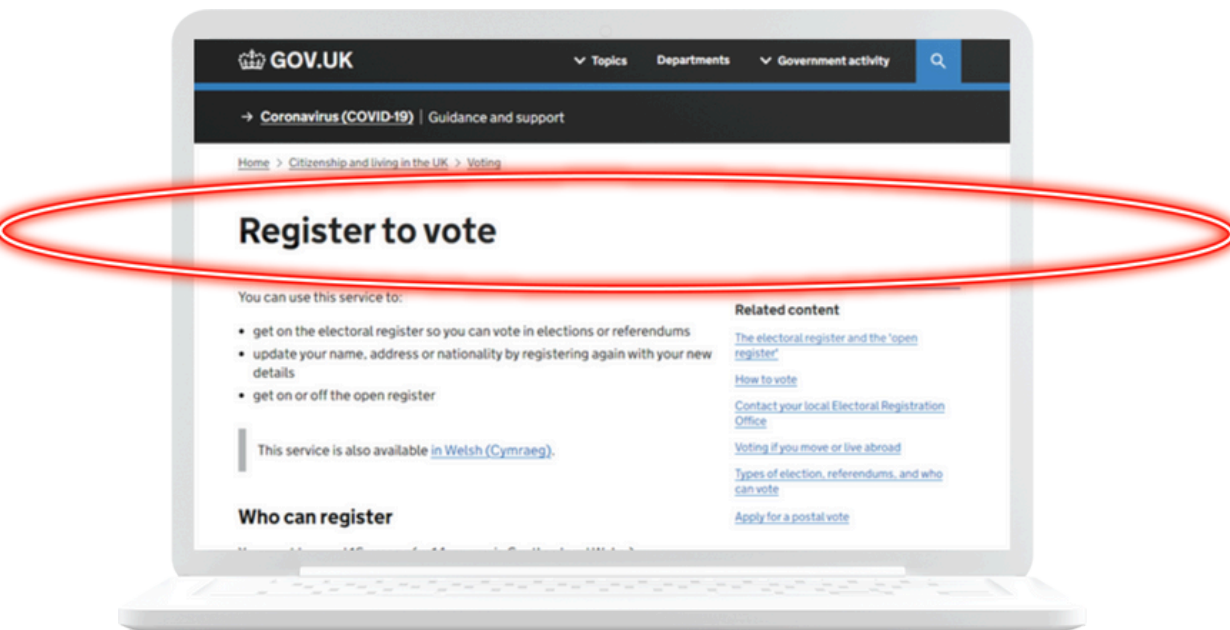 GOV.UK
Topics Departments Government activity
→ Coronavirus (COVID-19) | Guidance and support
Home > Citizenship and living in the UK > Voting
Register to vote
You can use this service to:
• get on the electoral register so you can vote in elections or referendums
• update your name, address or nationality by registering again with your new
details
• get on or off the open register
This service is also available in Welsh (Cymraeg).
Who can register
Related content
The electoral register and the 'open
register'
How to vote
Contact your local Electoral Registration
Office
Voting if you move or live abroad
Types of election, referendums, and who
can vote
Apply for a postal vote